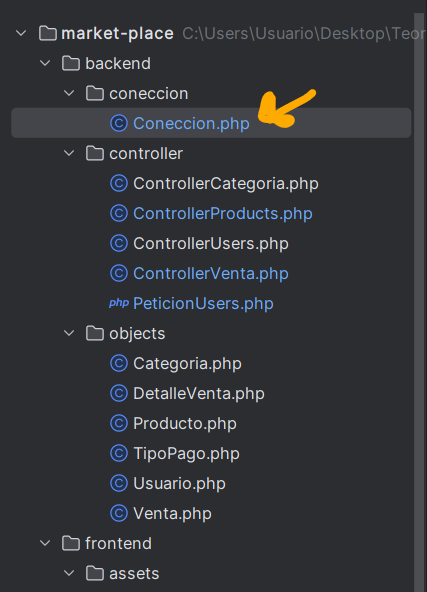 market-place C:\Users\Usuario\Desktop\Teor
backend
coneccion
Coneccion.php
controller
ControllerCategoria.php
ControllerProducts.php
ControllerUsers.php
ControllerVenta.php
php PeticionUsers.php
objects
Categoria.php
DetalleVenta.php
Producto.php
TipoPago.php
Usuario.php
Venta.php
frontend
assets